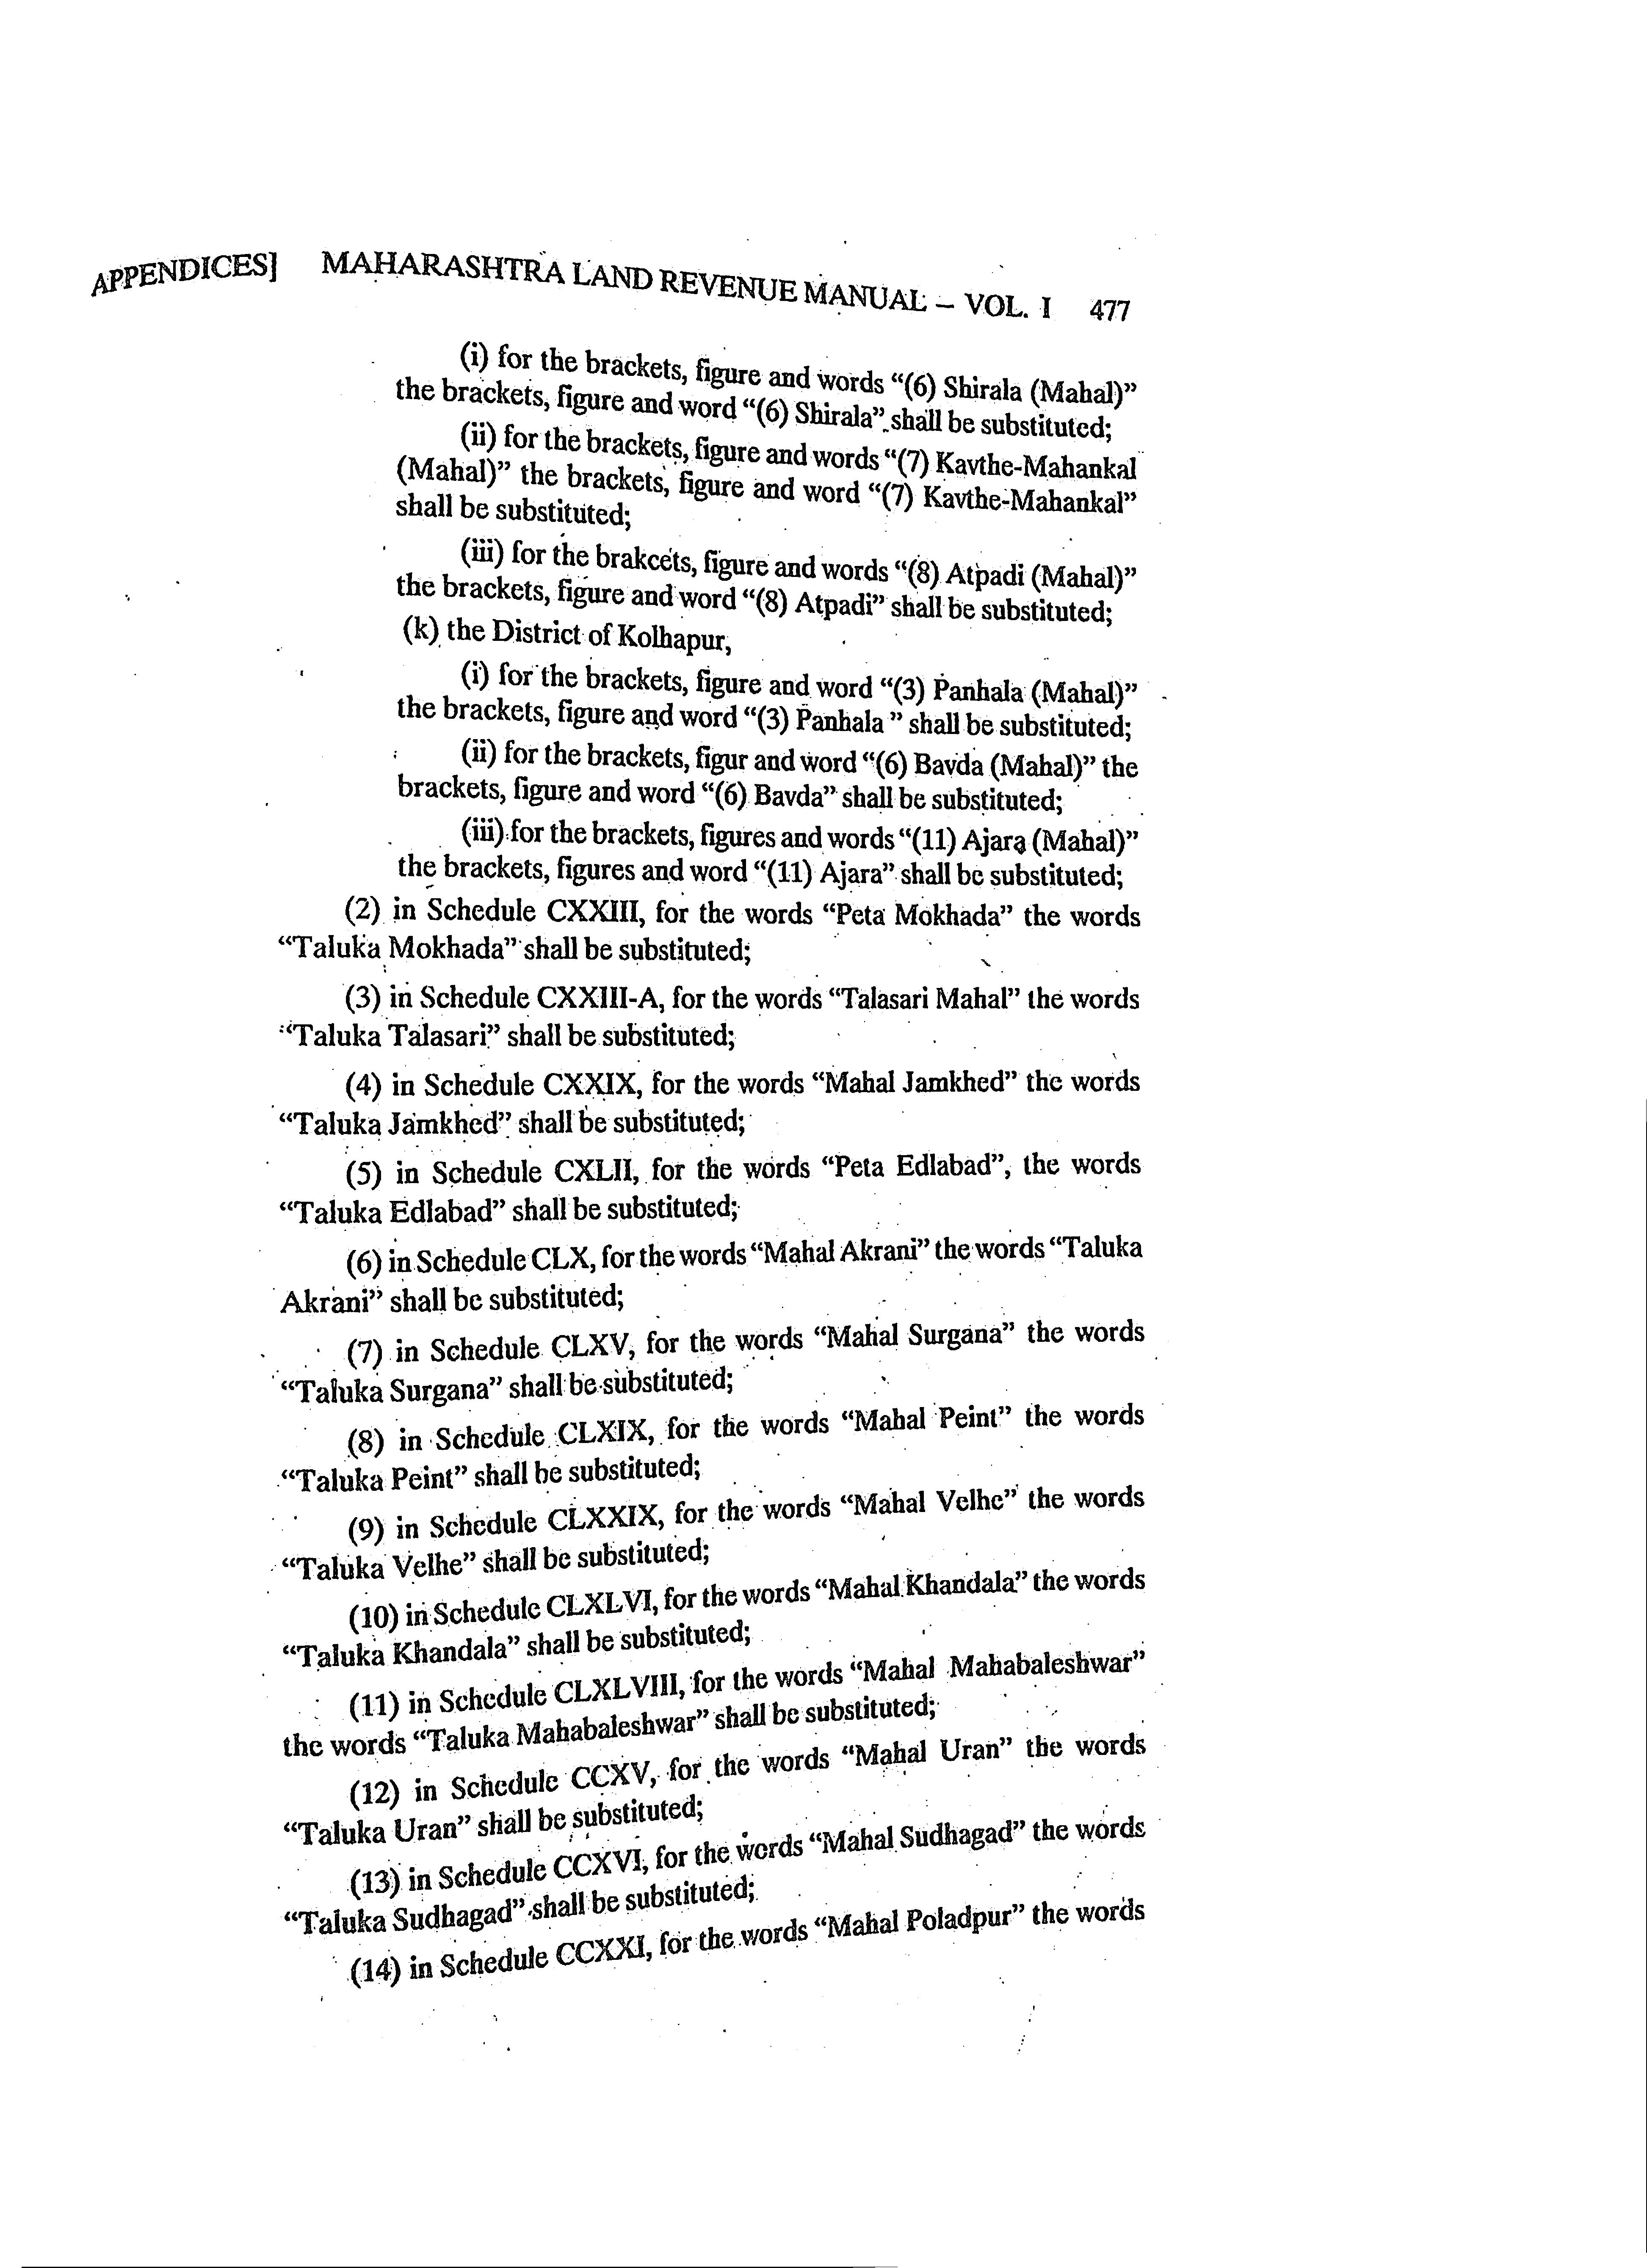 APPENDICES] MAHARASHTRA LAND REVENUE MANUAL – VOL. I 477
(i) for the brackets, figure and words “(6) Shirala (Mahal)”
the brackets, figure and word “(6) Shirala” shall be substituted;
(ii) for the brackets, figure and words “(7) Kavthe-Mahankal
(Mahal)” the brackets, figure and word “(7) Kavthe-Mahankal”
shall be substituted;
(iii) for the brakcets, figure and words “(8) Atpadi (Mahal)”
the brackets, figure and word “(8) Atpadi” shall be substituted;
(k) the District of Kolhapur,
(i) for the brackets, figure and word “(3) Panhala (Mahal)”
the brackets, figure and word “(3) Panhala ” shall be substituted;
(ii) for the brackets, figur and word “(6) Bavda (Mahal)” the
brackets, figure and word “(6) Bavda” shall be substituted;
(iii) for the brackets, figures and words “(11) Ajara (Mahal)”
the brackets, figures and word “(11) Ajara” shall be substituted;
(2) in Schedule CXXIII, for the words “Peta Mokhada” the words
“Taluka Mokhada” shall be substituted;
(3) in Schedule CXXIII-A, for the words “Talasari Mahal” the words
“Taluka Talasari” shall be substituted;
(4) in Schedule CXXIX, for the words “Mahal Jamkhed” the words
“Taluka Jamkhed” shall be substituted;
(5) in Schedule CXLII, for the words “Peta Edlabad”, the words
“Taluka Edlabad” shall be substituted;
(6) in Schedule CLX, for the words “Mahal Akrani” the words “Taluka
Akrani” shall be substituted;
(7) in Schedule CLXV, for the words “Mahal Surgana” the words
“Taluka Surgana” shall be substituted;
(8) in Schedule CLXIX, for the words “Mahal Peint” the words
“Taluka Peint” shall be substituted;
(9) in Schedule CLXXIX, for the words “Mahal Velhe” the words
“Taluka Velhe” shall be substituted;
(10) in Schedule CLXLVI, for the words “Mahal Khandala” the words
“Taluka Khandala” shall be substituted;
(11) in Schedule CLXLVIII, for the words “Mahal Mahabaleshwar”
the words “Taluka Mahabaleshwar” shall be substituted;
(12) in Schedule CCXV, for the words “Mahal Uran” the words
“Taluka Uran” shall be substituted;
(13) in Schedule CCXVI, for the words “Mahal Sudhagad” the words
“Taluka Sudhagad” shall be substituted;
(14) in Schedule CCXXI, for the words “Mahal Poladpur” the words